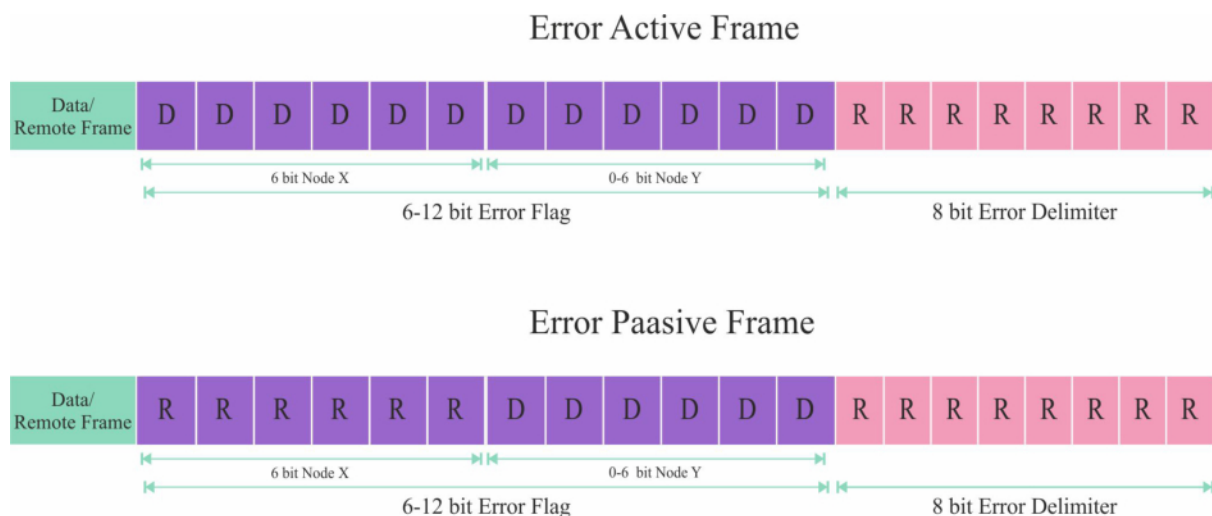 Error Active Frame
Data/
Remote Frame
D D D D D D D D D D D D R R R R R R R R
6 bit Node X
0-6 bit Node Y
6-12 bit Error Flag
8 bit Error Delimiter
Error Paasive Frame
Data/
Remote Frame
R R R R R R D D D D D D R R R R R R R R
6 bit Node X
0-6 bit Node Y
6-12 bit Error Flag
8 bit Error Delimiter